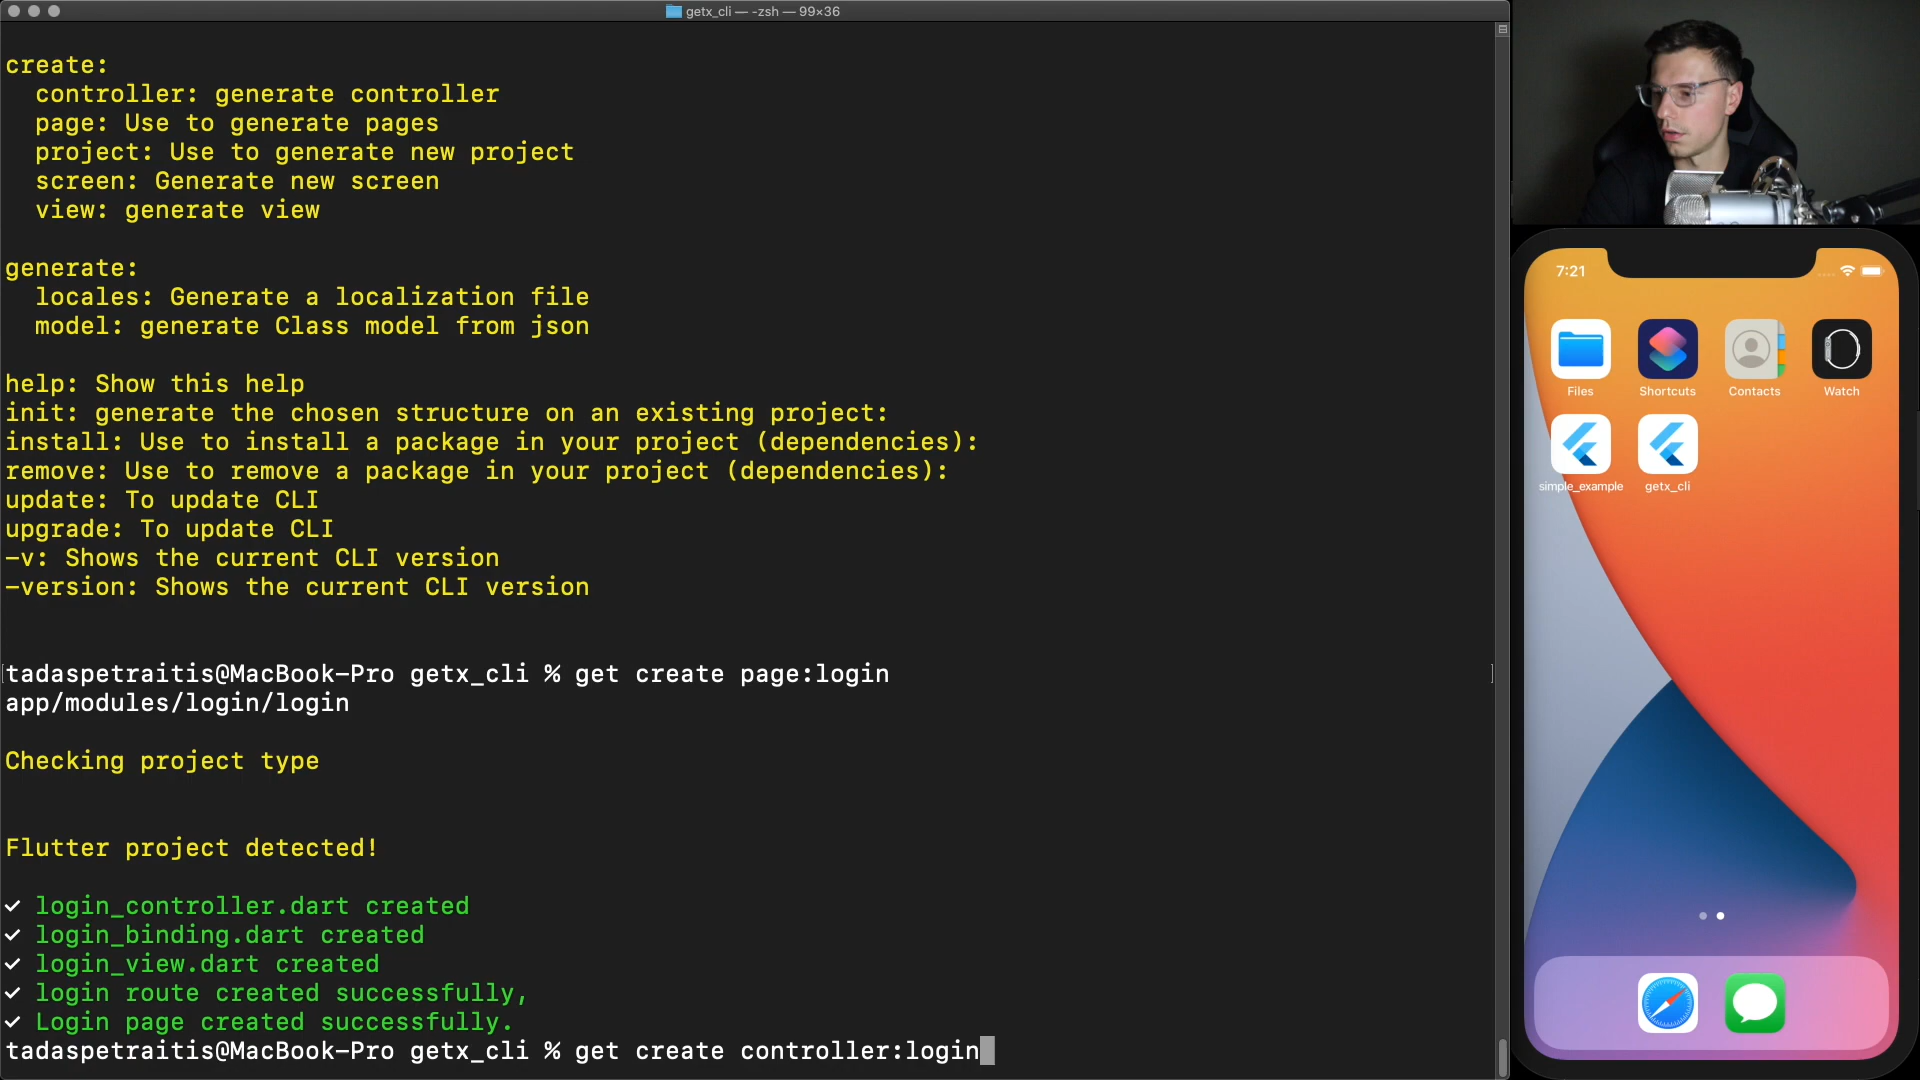 getx_cli — -zsh — 99×36
create:
controller: generate controller
page: Use to generate pages
project: Use to generate new project
screen: Generate new screen
view: generate view
generate:
locales: Generate a localization file
model: generate Class model from json
help: Show this help
init: generate the chosen structure on an existing project:
install: Use to install a package in your project (dependencies):
remove: Use to remove a package in your project (dependencies):
update: To update CLI
upgrade: To update CLI
-v: Shows the current CLI version
-version: Shows the current CLI version
tadaspetraitis@MacBook-Pro getx_cli % get create page:login
app/modules/login/login
Checking project type
Flutter project detected!
✓ login_controller.dart created
✓ login_binding.dart created
✓ login_view.dart created
✓ login route created successfully,
✓ Login page created successfully.
tadaspetraitis@MacBook-Pro getx_cli % get create controller:login
7:21
Files Shortcuts Contacts Watch
simple_example getx_cli